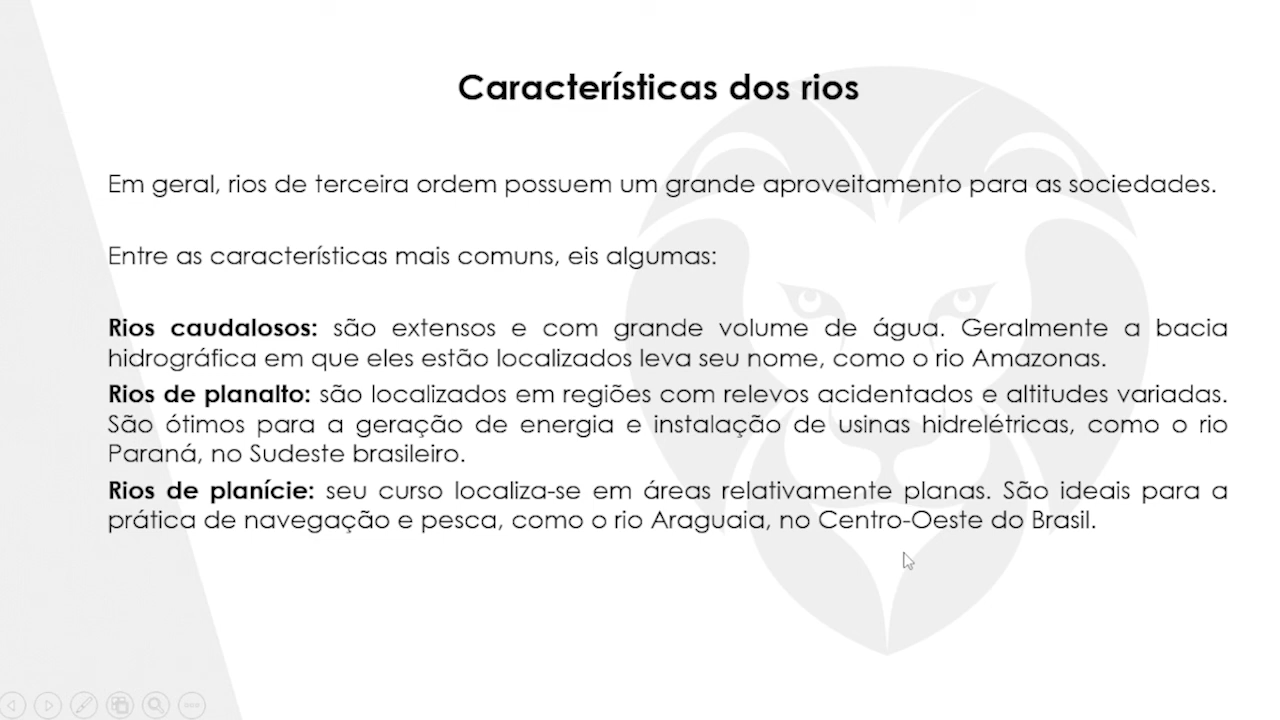 Características dos rios
Em geral, rios de terceira ordem possuem um grande aproveitamento para as sociedades.
Entre as características mais comuns, eis algumas:
Rios caudalosos: são extensos e com grande volume de água. Geralmente a bacia
hidrográfica em que eles estão localizados leva seu nome, como o rio Amazonas.
Rios de planalto: são localizados em regiões com relevos acidentados e altitudes variadas.
São ótimos para a geração de energia e instalação de usinas hidrelétricas, como o rio
Paraná, no Sudeste brasileiro.
Rios de planície: seu curso localiza-se em áreas relativamente planas. São ideais para a
prática de navegação e pesca, como o rio Araguaia, no Centro-Oeste do Brasil.